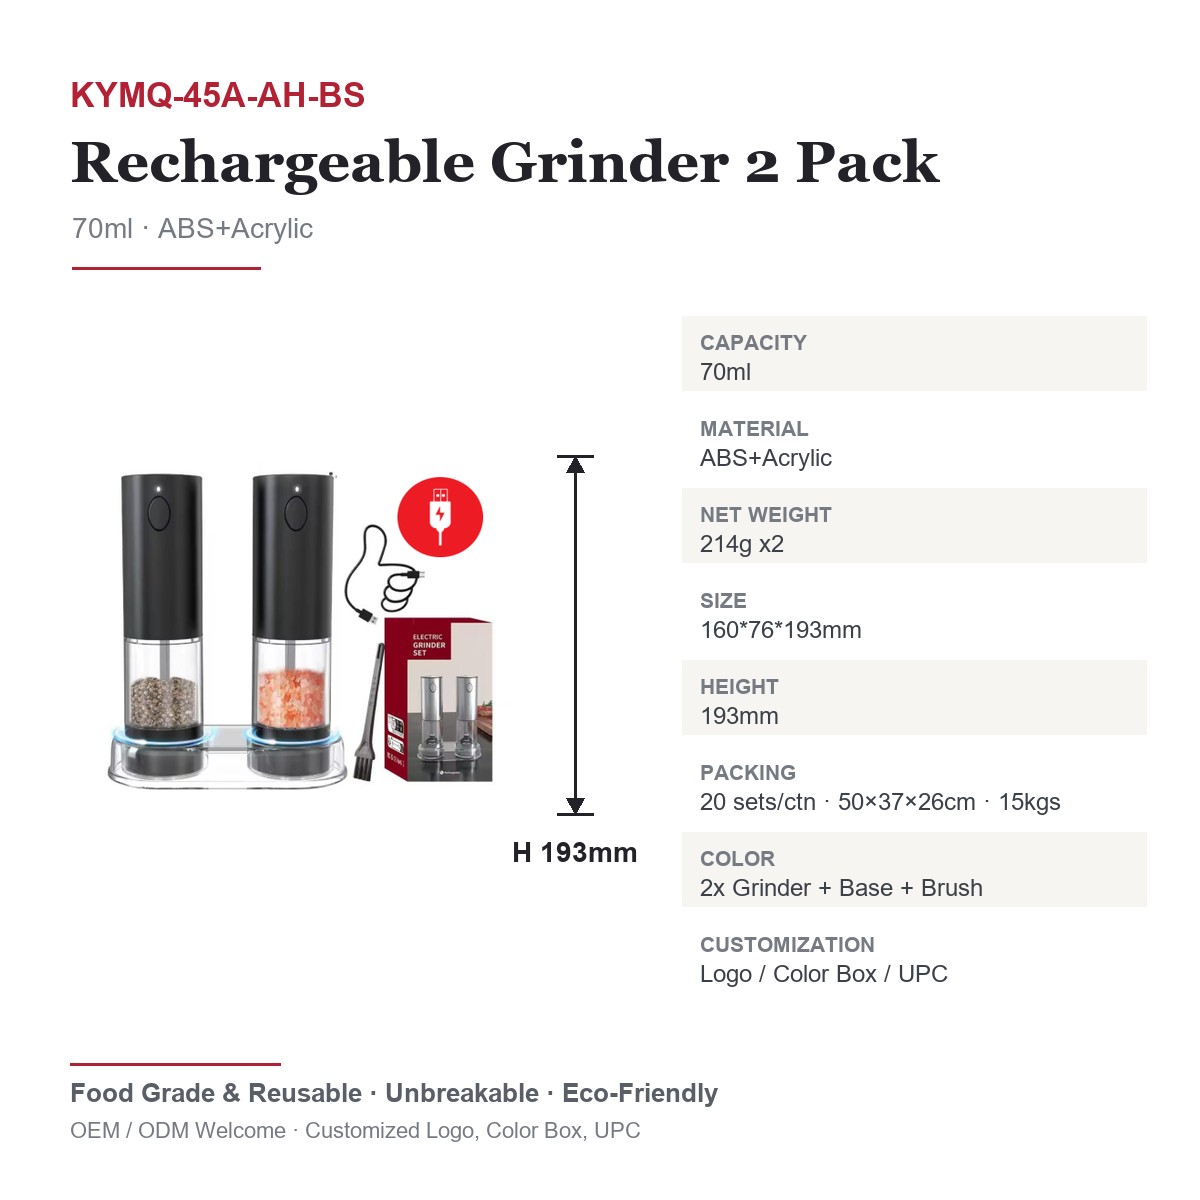 KYMQ-45A-AH-BS
Rechargeable Grinder 2 Pack
70ml · ABS+Acrylic
ELECTRIC
GRINDER
SET
H 193mm
CAPACITY
70ml
MATERIAL
ABS+Acrylic
NET WEIGHT
214g x2
SIZE
160*76*193mm
HEIGHT
193mm
PACKING
20 sets/ctn · 50×37×26cm · 15kgs
COLOR
2x Grinder + Base + Brush
CUSTOMIZATION
Logo / Color Box / UPC
Food Grade & Reusable · Unbreakable · Eco-Friendly
OEM / ODM Welcome · Customized Logo, Color Box, UPC